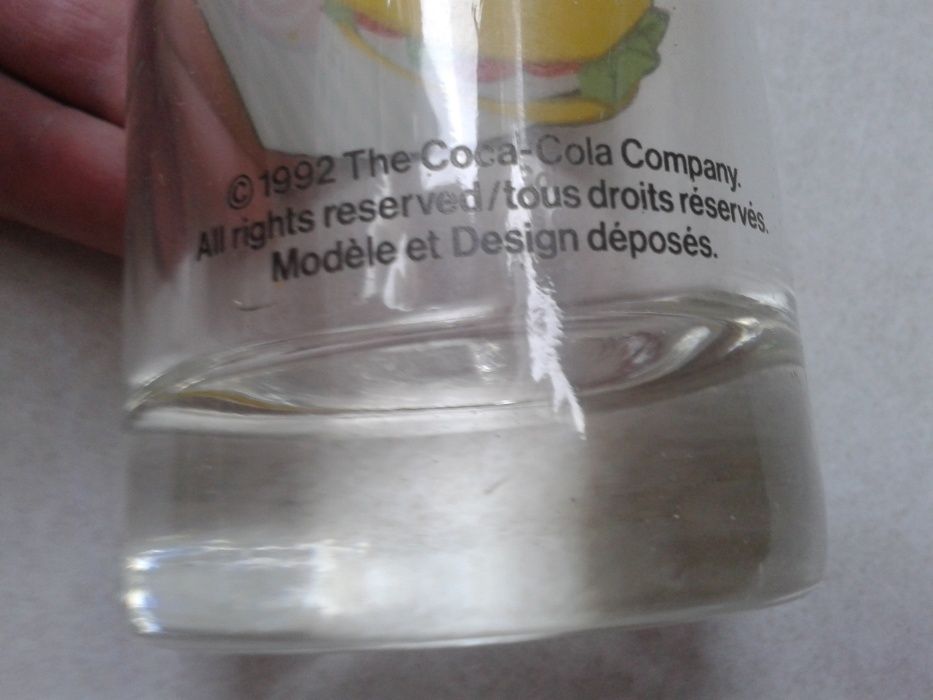 © 1992 The Coca-Cola Company.
All rights reserved / tous droits réservés.
Modèle et Design déposés.